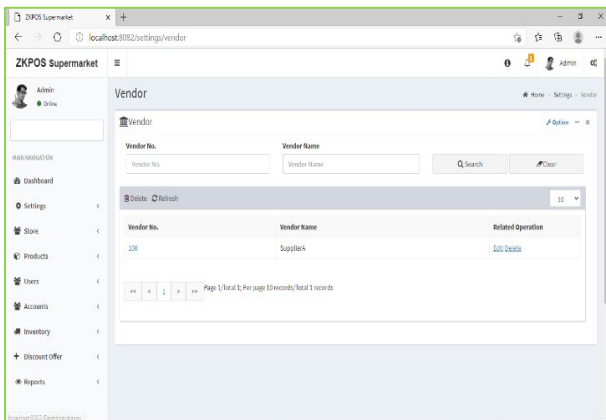 ZKPOS Supermarket
localhost:8082/settings/vendor
ZKPOS Supermarket
Admin
Admin
Online
Vendor
Home > Settings > Vendor
Vendor
Option
Vendor No.
Vendor Name
Vendor No.
Vendor Name
Search
Clear
MAIN NAVIGATION
Dashboard
Settings
Store
Products
Users
Accounts
Inventory
Discount Offer
Reports
Delete
Refresh
10
Vendor No.
Vendor Name
Related Operation
100
SupplierA
Edit Delete
<< < 1 > >> Page 1/Total 1; Per page 10 records/Total 1 records